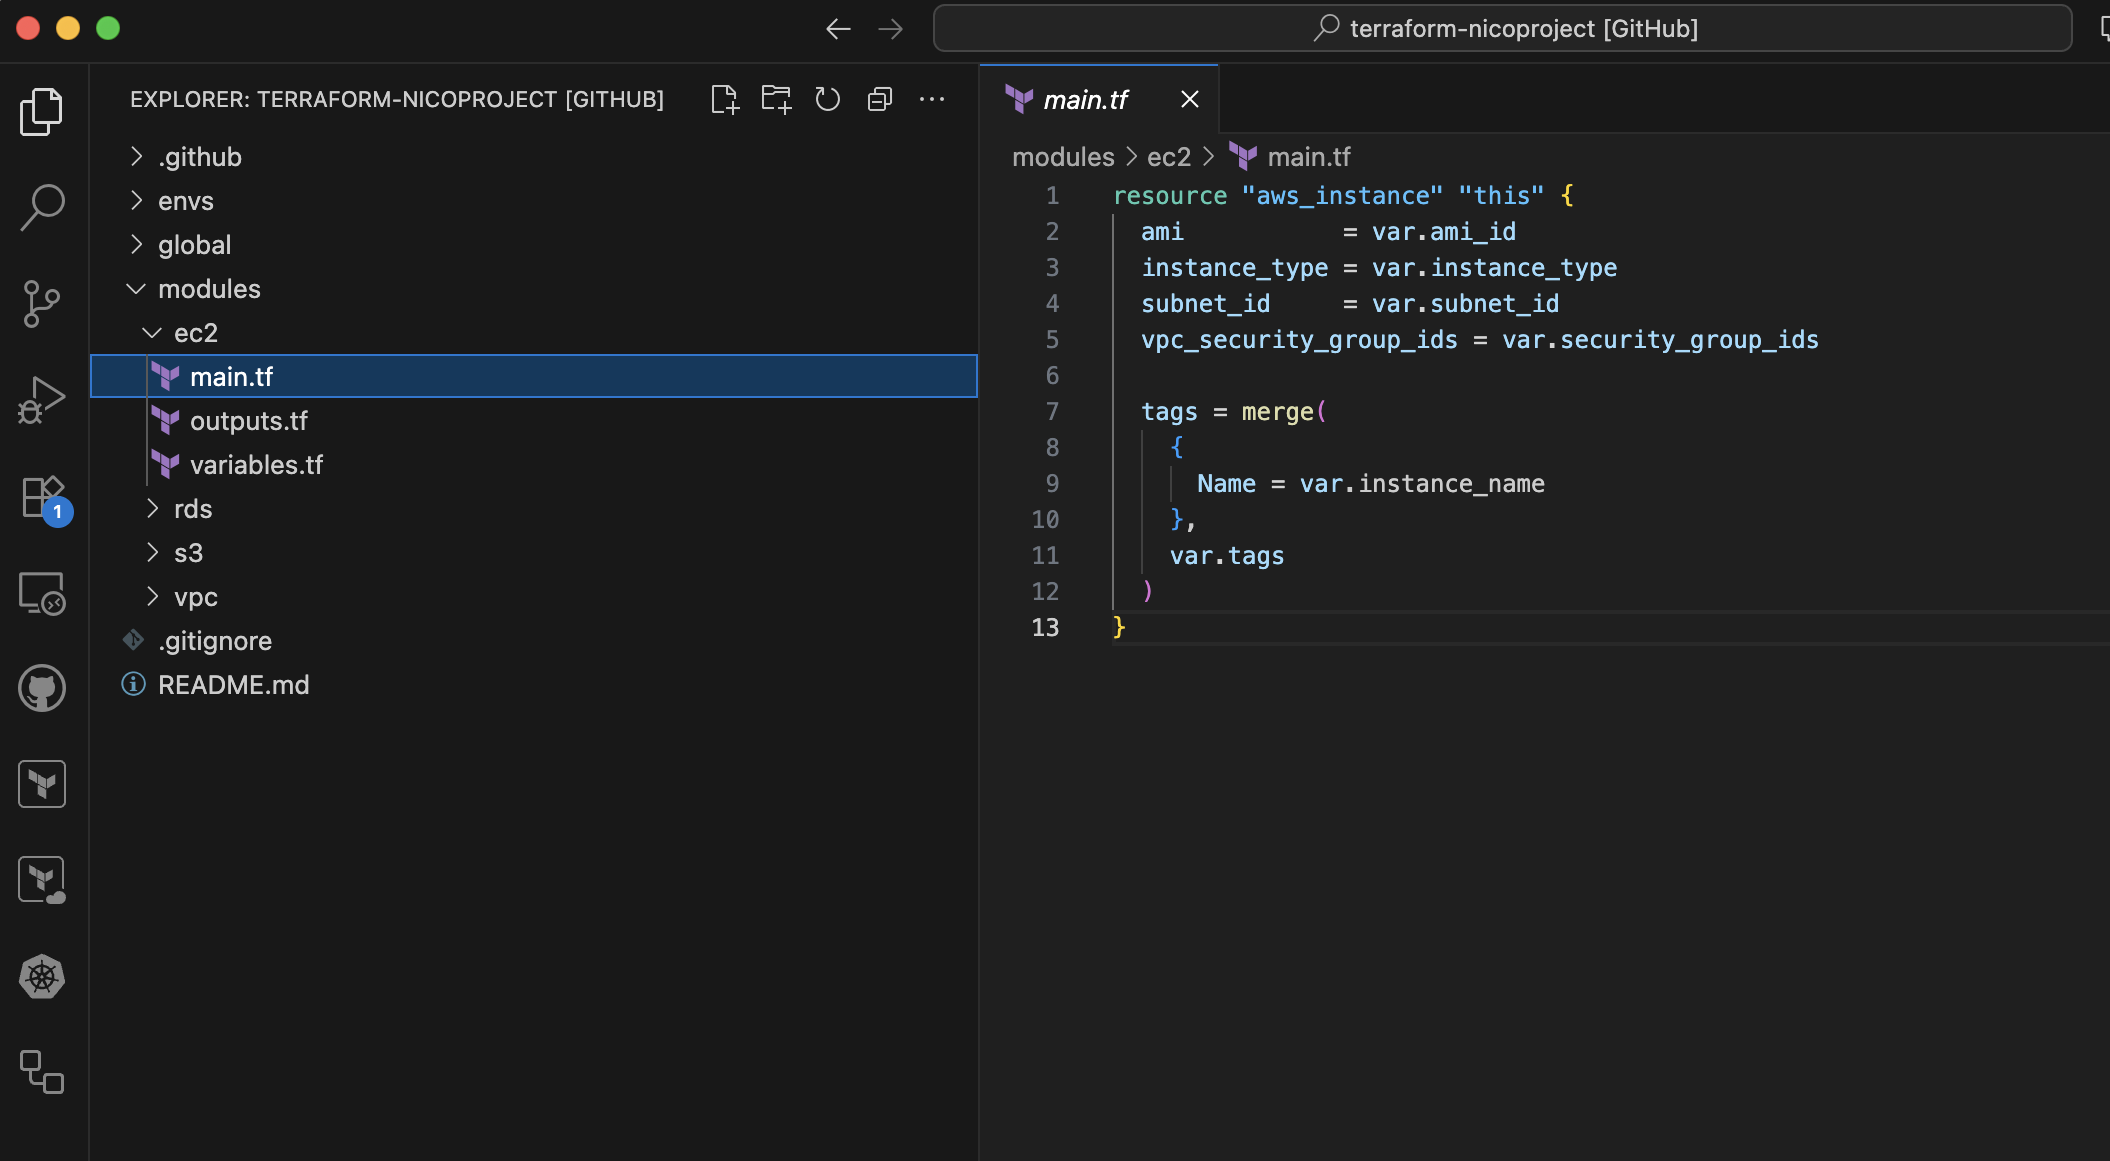 terraform-nicoproject [GitHub]
EXPLORER: TERRAFORM-NICOPROJECT [GITHUB]
.github
envs
global
modules
ec2
main.tf
outputs.tf
variables.tf
rds
s3
vpc
.gitignore
README.md
1
main.tf
modules > ec2 > main.tf
1 resource "aws_instance" "this" {
2   ami           = var.ami_id
3   instance_type = var.instance_type
4   subnet_id     = var.subnet_id
5   vpc_security_group_ids = var.security_group_ids
6
7   tags = merge(
8     {
9       Name = var.instance_name
10     },
11     var.tags
12   )
13 }